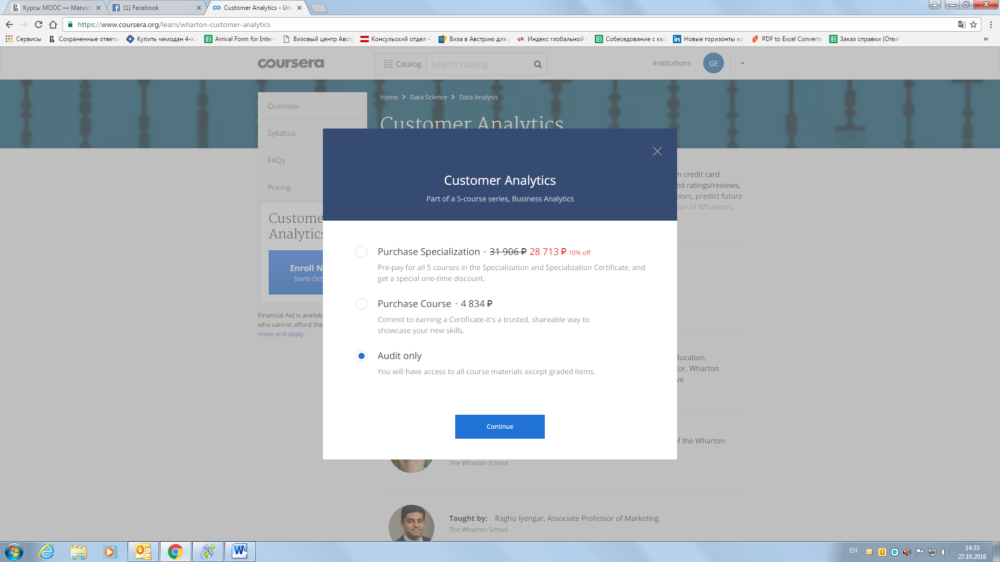 Курсы MOOC — Магист
(1) Facebook
Customer Analytics - Uni
https://www.coursera.org/learn/wharton-customer-analytics
Сервисы
Сохраненные ответы
Купить чемодан 4-х к
Arrival Form for Intern
Визовый центр Авст
Консульский отдел –
Виза в Австрию для
Индекс глобальной
Собеседование с ква
Новые горизонты ко
PDF to Excel Converte
Заказ справки (Отве
»
coursera
Catalog
Search catalog
Institutions
GE
Home > Data Science > Data Analysis
Overview
Customer Analytics
Syllabus
FAQs
Pricing
m credit card
ed ratings/reviews,
viors, predict future
our of Wharton's
Customer Analytics
Part of a 5-course series, Business Analytics
Custome
Analytics
Enroll N
Starts Oct
Financial Aid is availab
who cannot afford the
more and apply.
Purchase Specialization · 31 906 ₽ 28 713 ₽ 10% off
Pre-pay for all 5 courses in the Specialization and Specialization Certificate, and
get a special one-time discount.
Purchase Course · 4 834 ₽
Commit to earning a Certificate-it's a trusted, shareable way to
showcase your new skills.
Audit only
You will have access to all course materials except graded items.
Continue
ducation,
tor, Wharton
ve
of the Wharton
The Wharton School
Taught by: Raghu Iyengar, Associate Professor of Marketing
The Wharton School
EN
14:33
27.10.2016